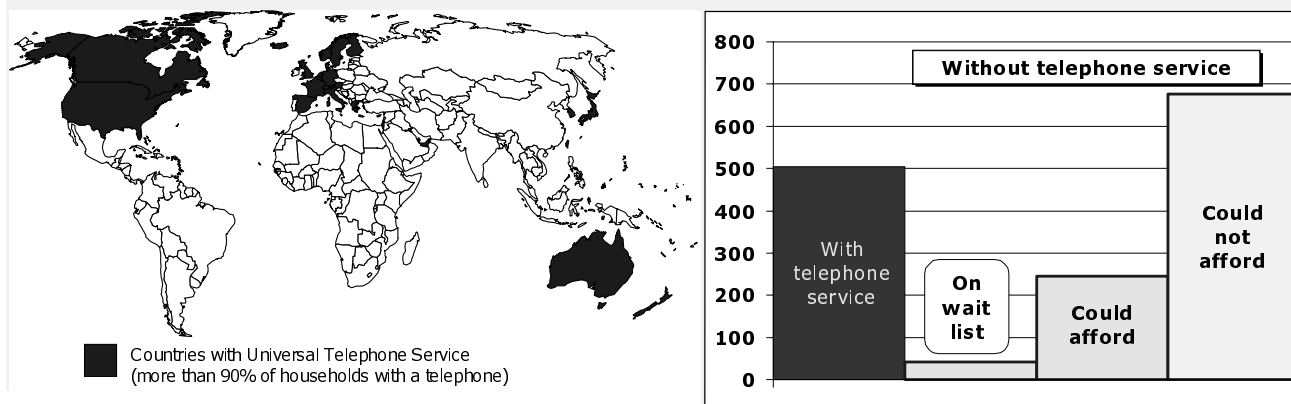 Countries with Universal Telephone Service
(more than 90% of households with a telephone)
800
700
600
500
400
300
200
100
0
Without telephone service
With
telephone
service
On
wait
list
Could
afford
Could
not
afford